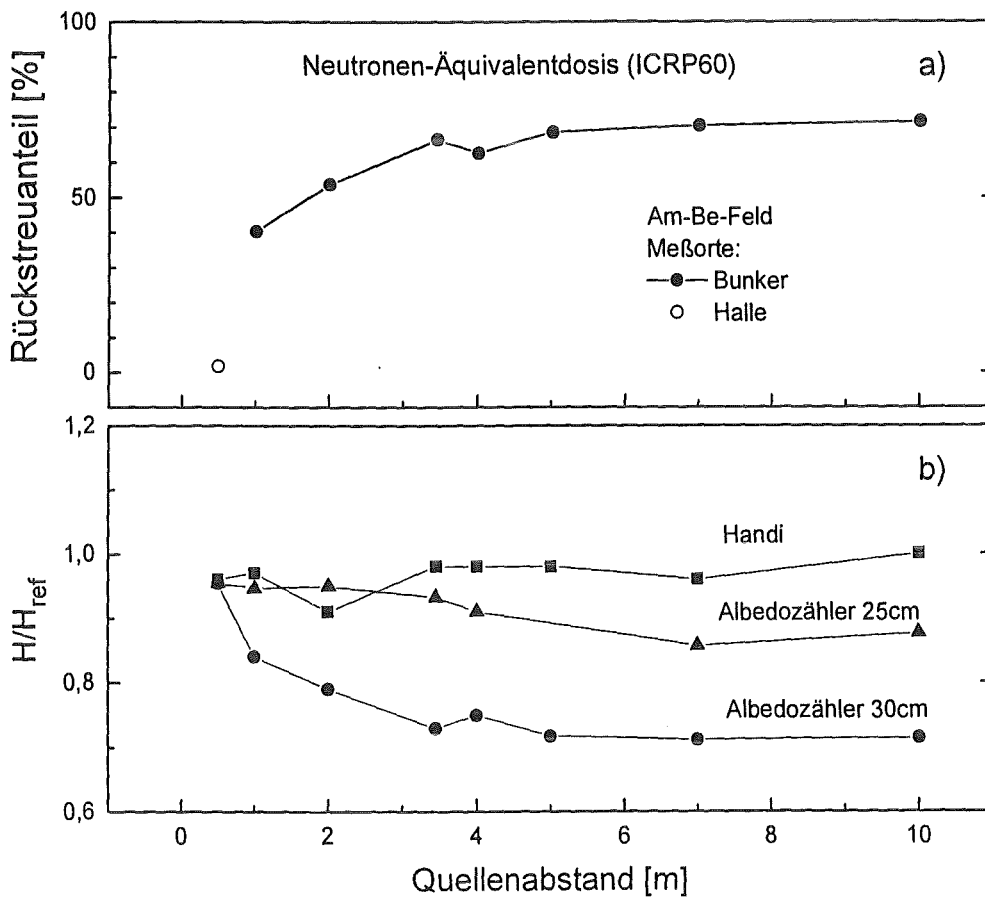 100
50
0
Rückstreuanteil [%]
Neutronen-Äquivalentdosis (ICRP60)
a)
Am-Be-Feld
Meßorte:
Bunker
Halle
1,2
1,0
0,8
0,6
H/Href
b)
Handi
Albedozähler 25cm
Albedozähler 30cm
0 2 4 6 8 10
Quellenabstand [m]